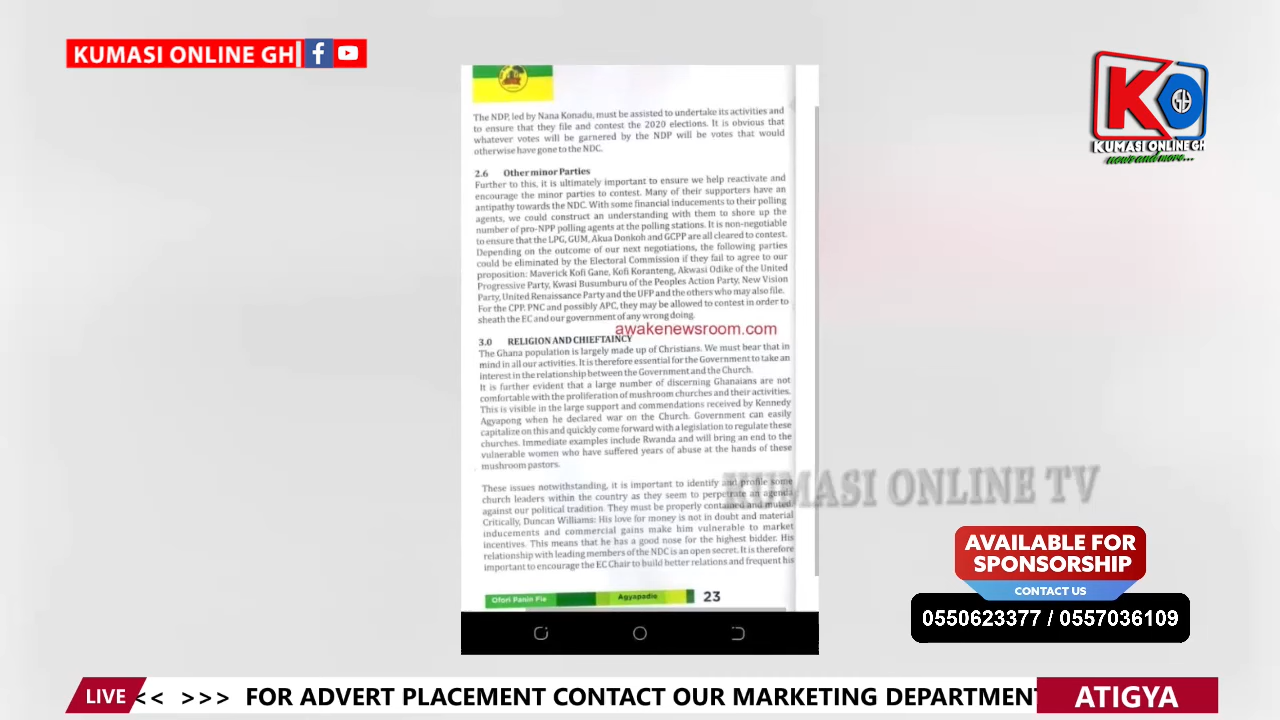 KUMASI ONLINE GH
KO
GH
KUMASI ONLINE GH
news and more...
The NDP, led by Nana Konadu, must be assisted to undertake its activities and
to ensure that they file and contest the 2020 elections. It is obvious that
whatever votes will be garnered by the NDP will be votes that would
otherwise have gone to the NDC.
2.6 Other minor Parties
Further to this, it is ultimately important to ensure we help reactivate and
encourage the minor parties to contest. Many of their supporters have an
antipathy towards the NDC. With some financial inducements to their polling
agents, we could construct an understanding with them to shore up the
number of pro-NPP polling agents at the polling stations. It is non-negotiable
to ensure that the LPG, GUM, Akua Donkoh and GCPP are all cleared to contest.
Depending on the outcome of our next negotiations, the following parties
could be eliminated by the Electoral Commission if they fail to agree to our
proposition: Maverick Kofi Gane, Kofi Koranteng, Akwasi Odike of the United
Progressive Party, Kwasi Busumburu of the Peoples Action Party, New Vision
Party, United Renaissance Party and the UFP and the others who may also file.
For the CPP, PNC and possibly APC, they may be allowed to contest in order to
sheath the EC and our government of any wrong doing.
awakenewsroom.com
3.0 RELIGION AND CHIEFTAINCY
The Ghana population is largely made up of Christians. We must bear that in
mind in all our activities. It is therefore essential for the Government to take an
interest in the relationship between the Government and the Church.
It is further evident that a large number of discerning Ghanaians are not
comfortable with the proliferation of mushroom churches and their activities.
This is visible in the large support and commendations received by Kennedy
Agyapong when he declared war on the Church. Government can easily
capitalize on this and quickly come forward with a legislation to regulate these
churches. Immediate examples include Rwanda and will bring an end to the
vulnerable women who have suffered years of abuse at the hands of these
mushroom pastors.
These issues notwithstanding, it is important to identify and profile some
church leaders within the country as they seem to perpetrate an agenda
against our political tradition. They must be properly contained and muted.
Critically, Duncan Williams: His love for money is not in doubt and material
inducements and commercial gains make him vulnerable to market
incentives. This means that he has a good nose for the highest bidder. His
relationship with leading members of the NDC is an open secret. It is therefore
important to encourage the EC Chair to build better relations and frequent his
Ofori Panin Fie Agyapadie 23
KUMASI ONLINE TV
AVAILABLE FOR
SPONSORSHIP
CONTACT US
0550623377 / 0557036109
LIVE << >>> FOR ADVERT PLACEMENT CONTACT OUR MARKETING DEPARTMENT
ATIGYA